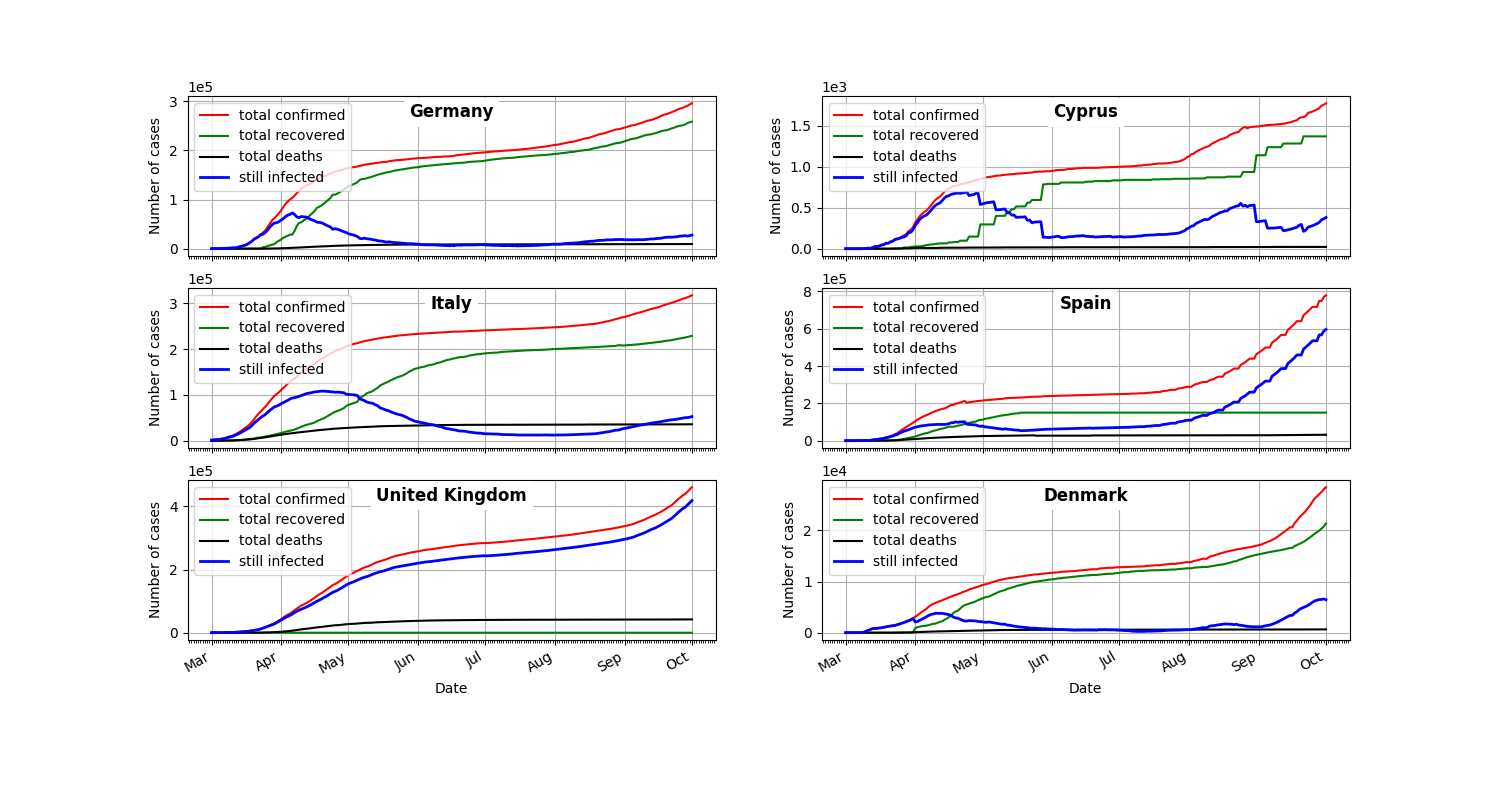 1e5
Germany
Number of cases
3
2
1
0
total confirmed
total recovered
total deaths
still infected
1e3
Cyprus
Number of cases
1.5
1.0
0.5
0.0
total confirmed
total recovered
total deaths
still infected
1e5
Italy
Number of cases
3
2
1
0
total confirmed
total recovered
total deaths
still infected
1e5
Spain
Number of cases
8
6
4
2
0
total confirmed
total recovered
total deaths
still infected
1e5
United Kingdom
Number of cases
4
2
0
total confirmed
total recovered
total deaths
still infected
Mar Apr May Jun Jul Aug Sep Oct
Date
1e4
Denmark
Number of cases
2
1
0
total confirmed
total recovered
total deaths
still infected
Mar Apr May Jun Jul Aug Sep Oct
Date